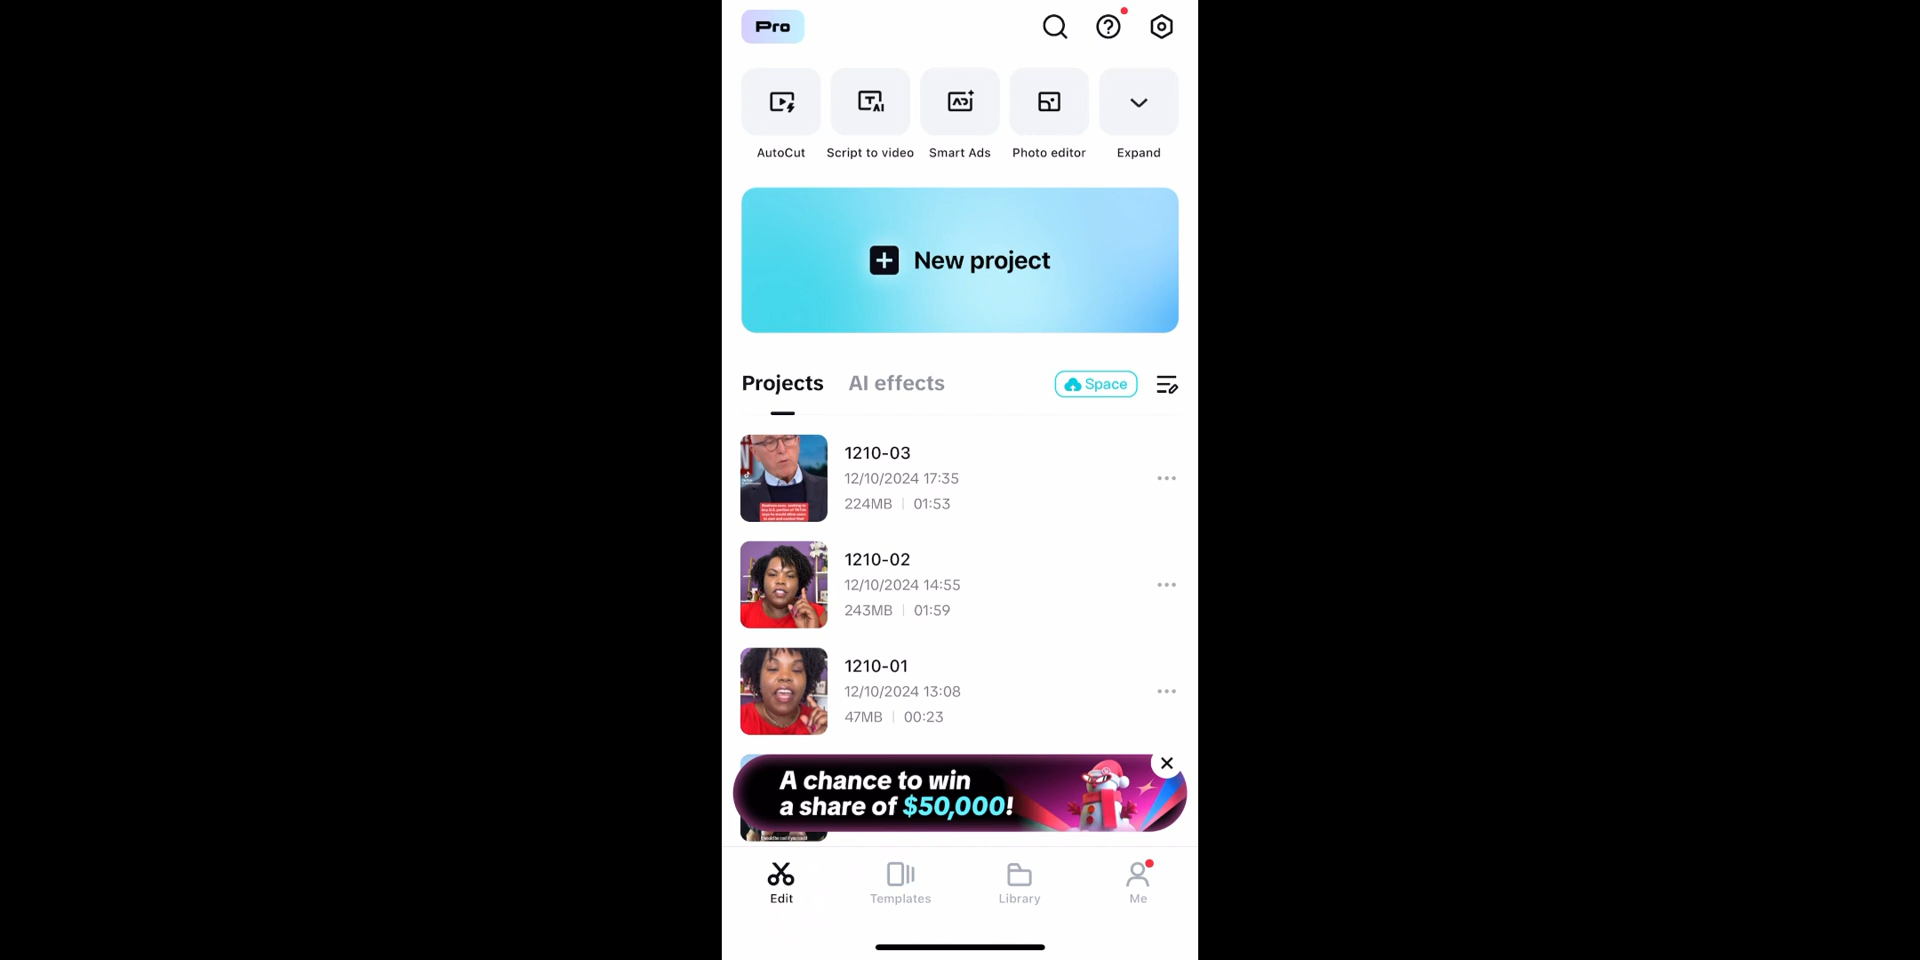 Pro
AutoCut
Script to video
Smart Ads
Photo editor
Expand
New project
Projects
AI effects
Space
1210-03
12/10/2024 17:35
224MB | 01:53
1210-02
12/10/2024 14:55
243MB | 01:59
1210-01
12/10/2024 13:08
47MB | 00:23
A chance to win
a share of $50,000!
Edit
Templates
Library
Me